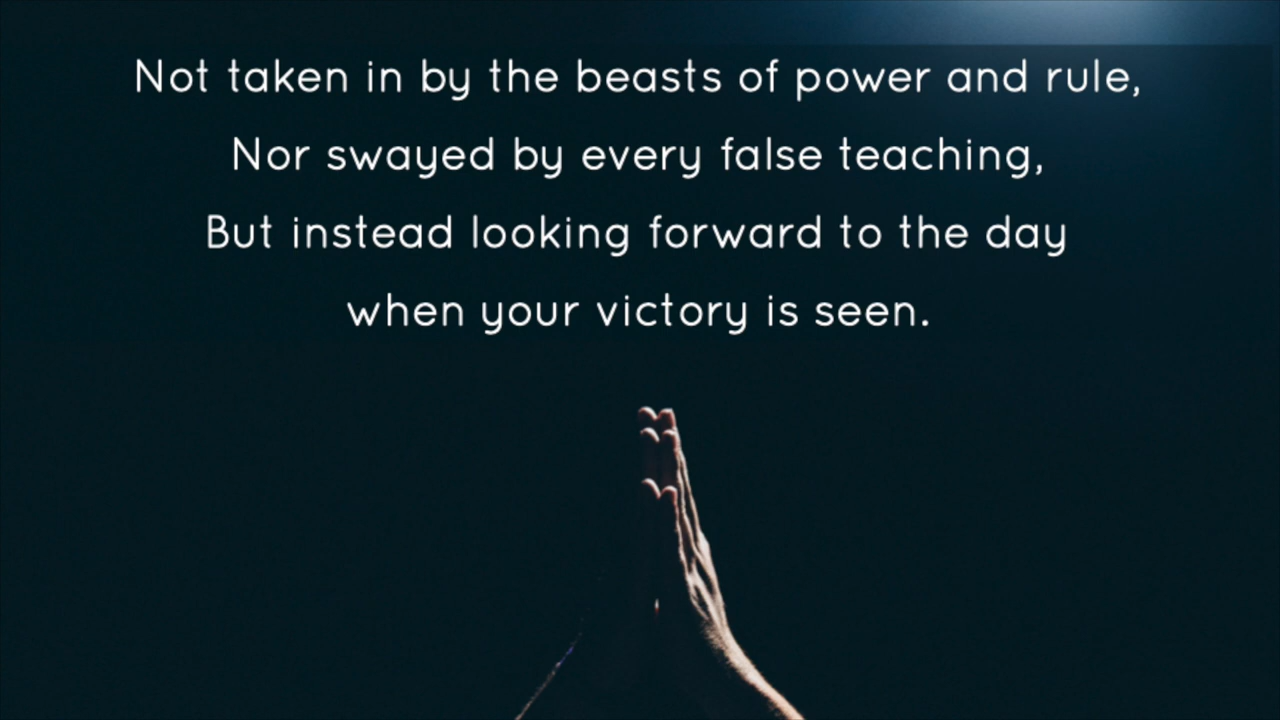 Not taken in by the beasts of power and rule,
Nor swayed by every false teaching,
But instead looking forward to the day
when your victory is seen.